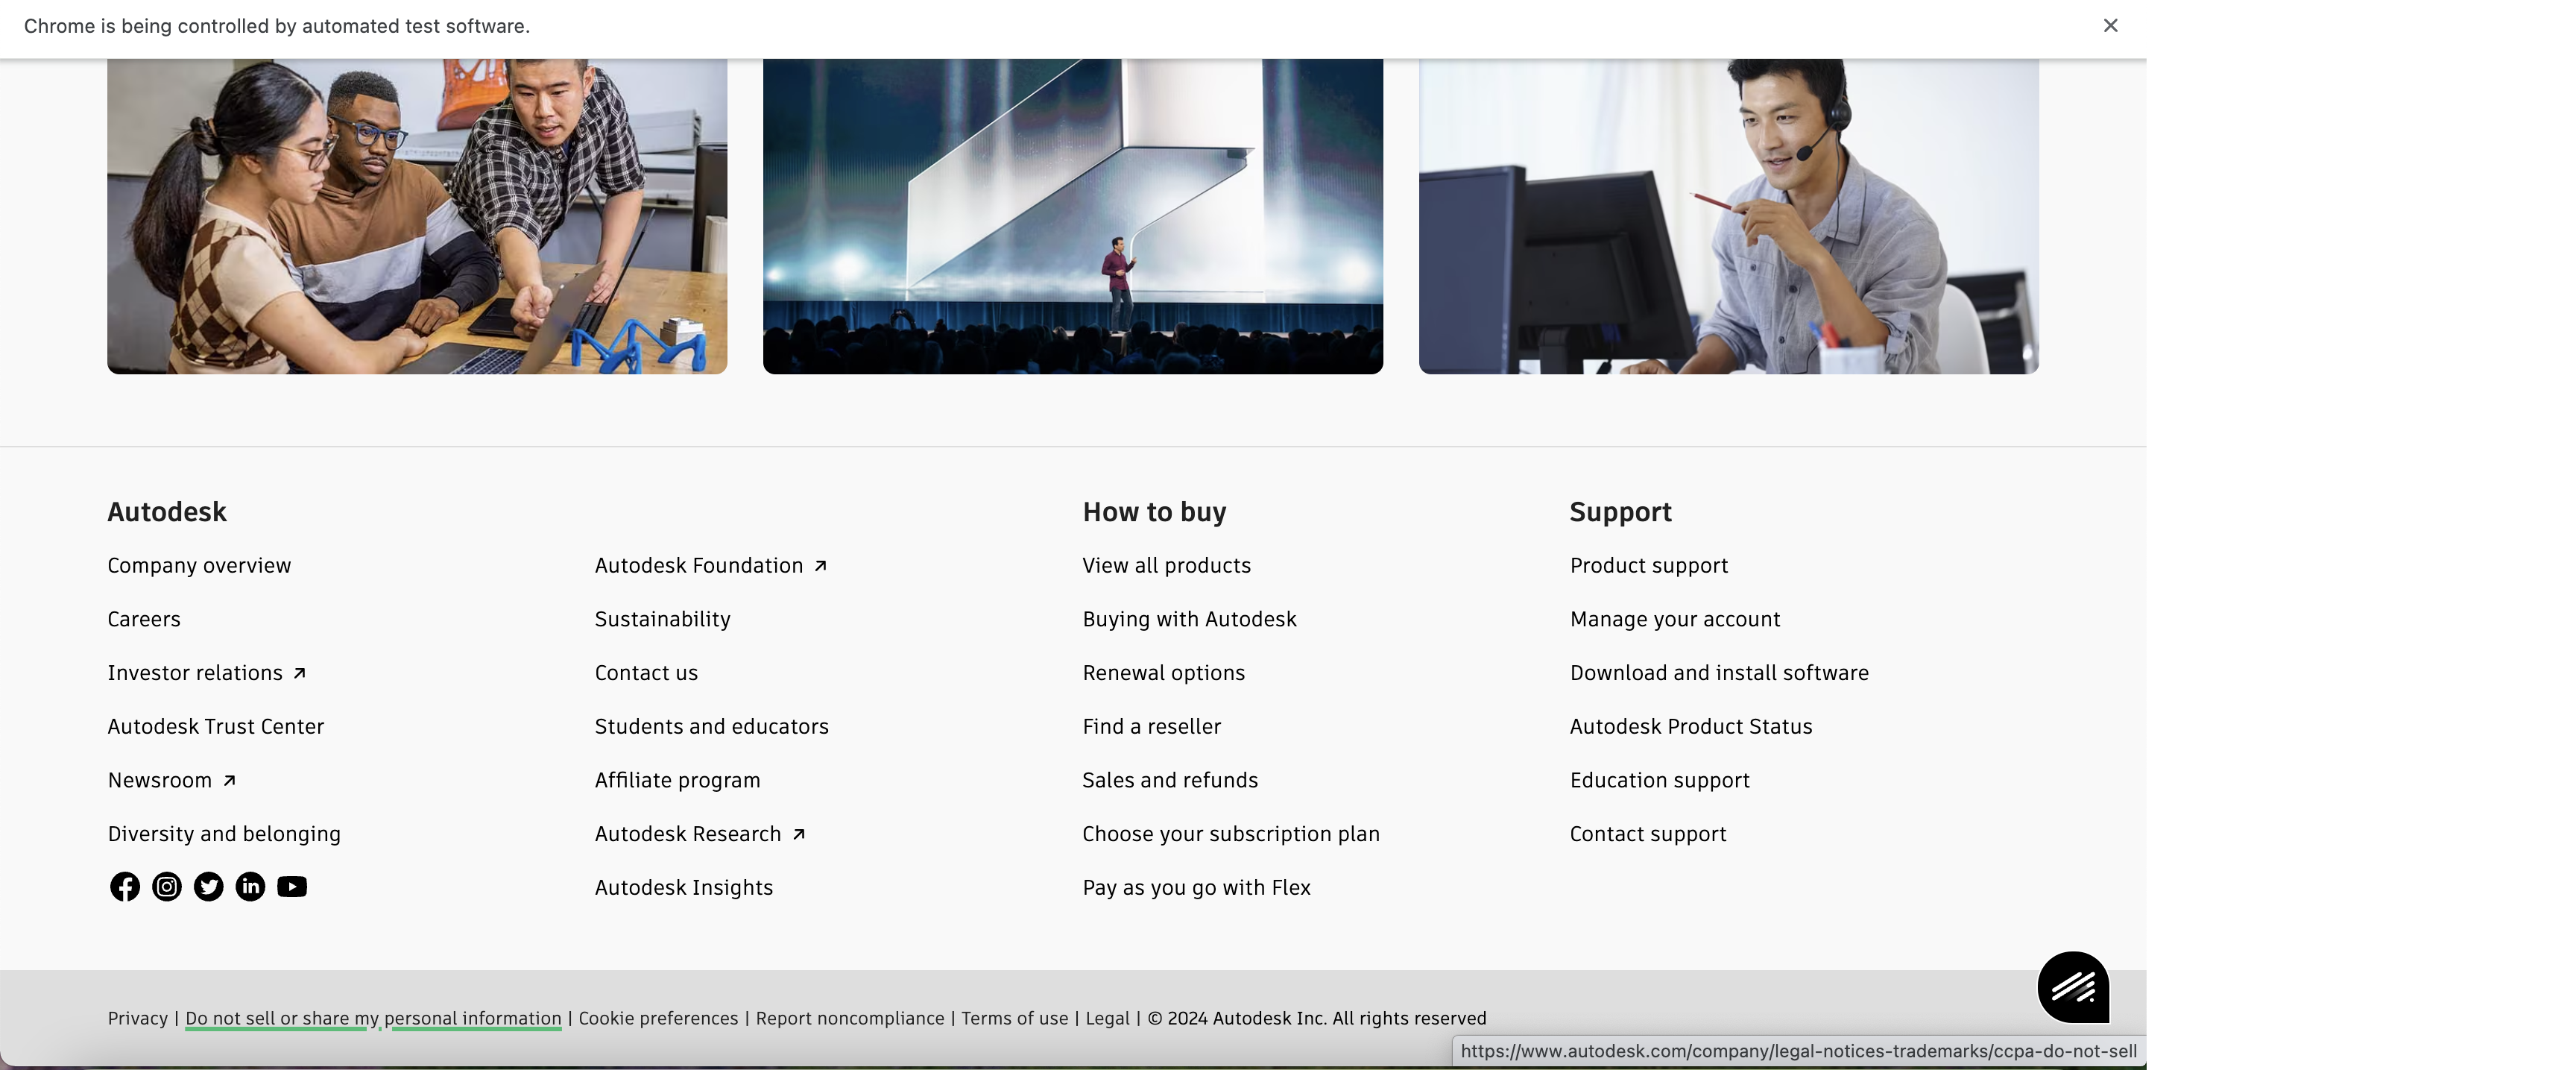 Chrome is being controlled by automated test software.
Autodesk
Company overview
Careers
Investor relations
Autodesk Trust Center
Newsroom
Diversity and belonging
Autodesk Foundation
Sustainability
Contact us
Students and educators
Affiliate program
Autodesk Research
Autodesk Insights
How to buy
View all products
Buying with Autodesk
Renewal options
Find a reseller
Sales and refunds
Choose your subscription plan
Pay as you go with Flex
Support
Product support
Manage your account
Download and install software
Autodesk Product Status
Education support
Contact support
Privacy | Do not sell or share my personal information | Cookie preferences | Report noncompliance | Terms of use | Legal | © 2024 Autodesk Inc. All rights reserved
https://www.autodesk.com/company/legal-notices-trademarks/ccpa-do-not-sell